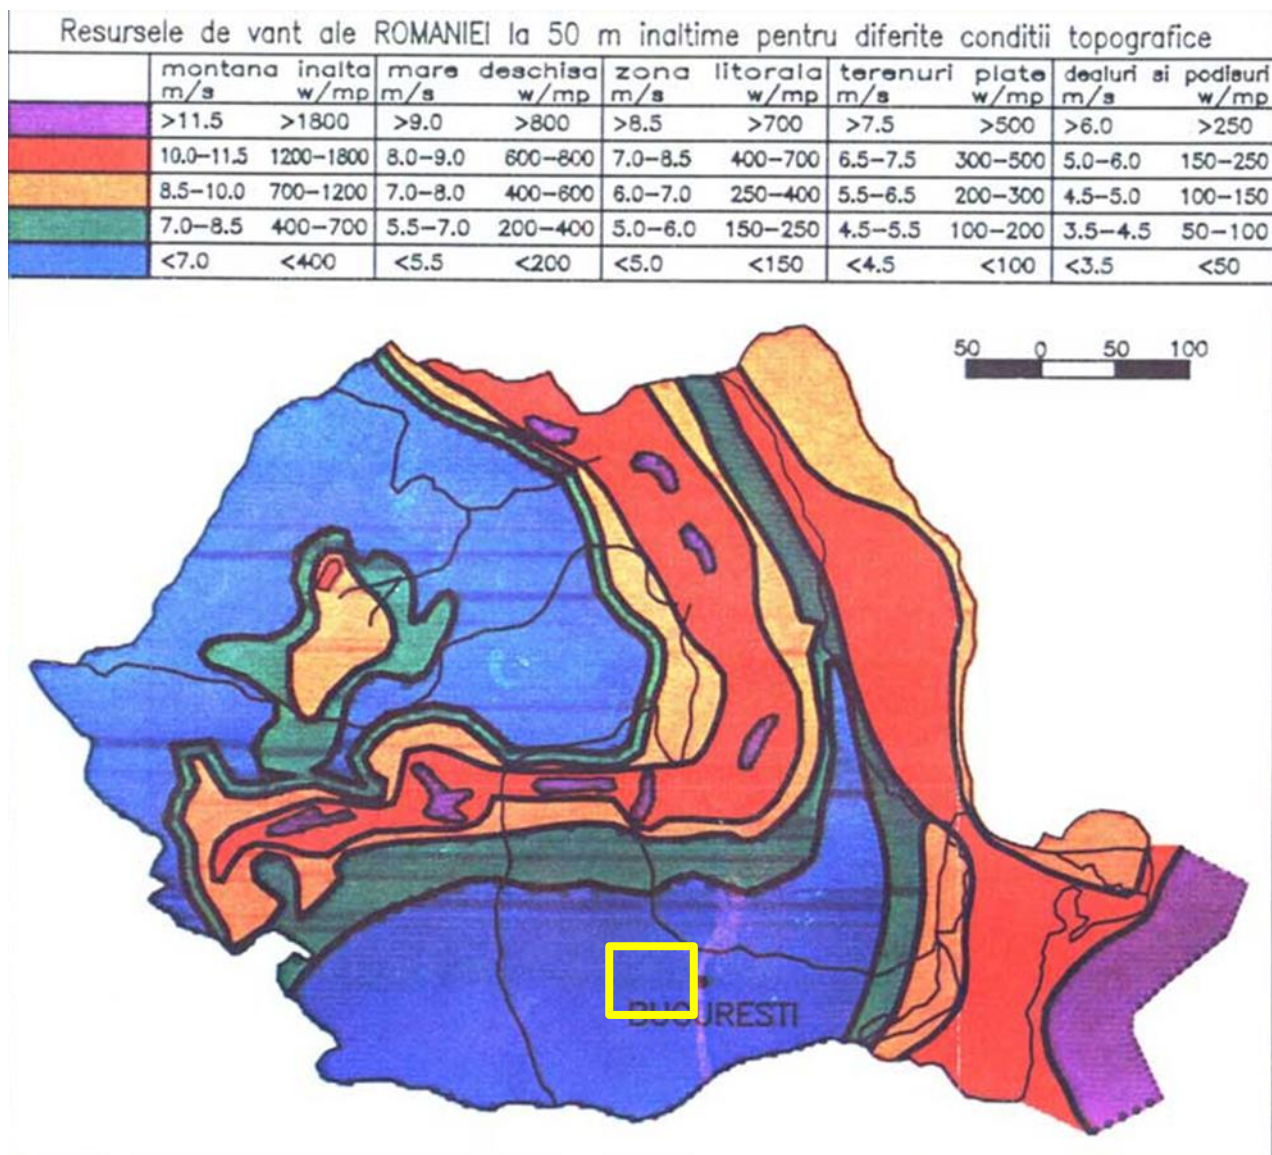 Resursele de vant ale ROMANIEI la 50 m inaltime pentru diferite conditii topografice
montana inalta mare deschisa zona litorala terenuri plate dealuri si podisuri
m/s w/mp m/s w/mp m/s w/mp m/s w/mp m/s w/mp
>11.5 >1800 >9.0 >800 >8.5 >700 >7.5 >500 >6.0 >250
10.0-11.5 1200-1800 8.0-9.0 600-800 7.0-8.5 400-700 6.5-7.5 300-500 5.0-6.0 150-250
8.5-10.0 700-1200 7.0-8.0 400-600 6.0-7.0 250-400 5.5-6.5 200-300 4.5-5.0 100-150
7.0-8.5 400-700 5.5-7.0 200-400 5.0-6.0 150-250 4.5-5.5 100-200 3.5-4.5 50-100
<7.0 <400 <5.5 <200 <5.0 <150 <4.5 <100 <3.5 <50
50 0 50 100
BUCURESTI